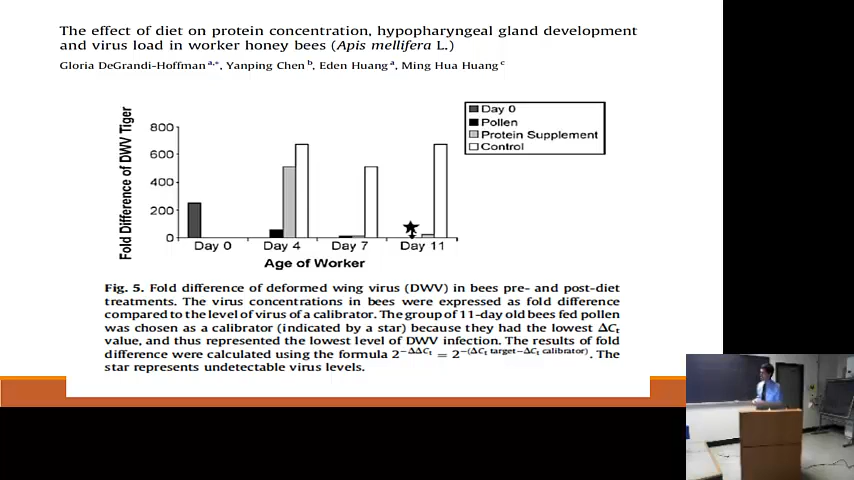 The effect of diet on protein concentration, hypopharyngeal gland development
and virus load in worker honey bees (Apis mellifera L.)
Gloria DeGrandi-Hoffman a,*, Yanping Chen b, Eden Huang a, Ming Hua Huang c
Fold Difference of DWV Tiger
800
600
400
200
0
Day 0
Day 4
Day 7
Day 11
Age of Worker
Day 0
Pollen
Protein Supplement
Control
Fig. 5. Fold difference of deformed wing virus (DWV) in bees pre- and post-diet
treatments. The virus concentrations in bees were expressed as fold difference
compared to the level of virus of a calibrator. The group of 11-day old bees fed pollen
was chosen as a calibrator (indicated by a star) because they had the lowest ΔCt
value, and thus represented the lowest level of DWV infection. The results of fold
difference were calculated using the formula 2^−ΔΔCt = 2^−(ΔCt target−ΔCt calibrator). The
star represents undetectable virus levels.